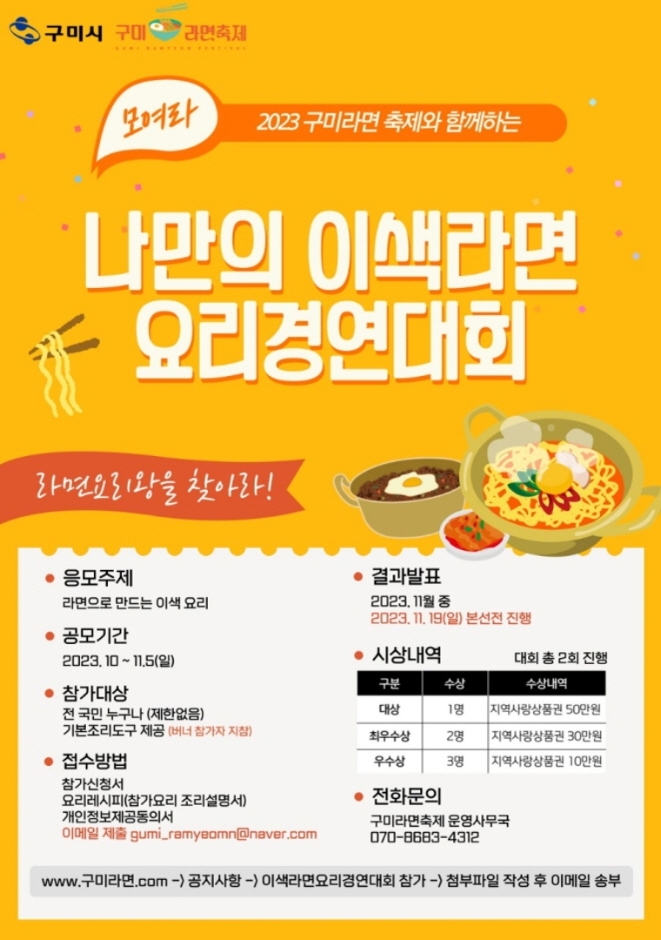 구미시 구미 라면축제
GUMI RAMYEON FESTIVAL
모여라
2023 구미라면 축제와 함께하는
나만의 이색라면
요리경연대회
라면요리왕을 찾아라!
응모주제
라면으로 만드는 이색 요리
공모기간
2023. 10 ~ 11.5(일)
참가대상
전 국민 누구나 (제한없음)
기본조리도구 제공 (버너 참가자 지참)
접수방법
참가신청서
요리레시피(참가요리 조리설명서)
개인정보제공동의서
이메일 제출 gumi_ramyeomn@naver.com
결과발표
2023. 11월 중
2023. 11. 19(일) 본선전 진행
시상내역 대회 총 2회 진행
구분 수상 수상내역
대상 1명 지역사랑상품권 50만원
최우수상 2명 지역사랑상품권 30만원
우수상 3명 지역사랑상품권 10만원
전화문의
구미라면축제 운영사무국
070-8683-4312
www.구미라면.com -> 공지사항 -> 이색라면요리경연대회 참가 -> 첨부파일 작성 후 이메일 송부